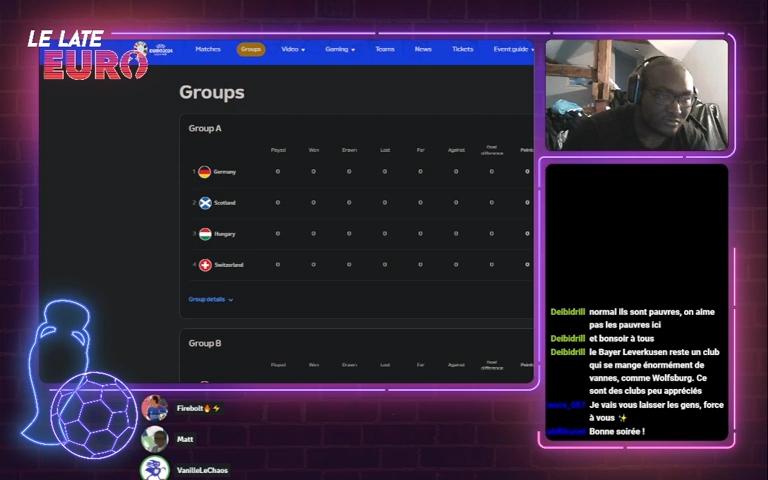 LE LATE
EURO
EURO2024
Matches Groups Video Gaming Teams News Tickets Event guide
Groups
Group A
Played Won Drawn Lost For Against Goal difference Points
1 Germany 0 0 0 0 0 0 0 0
2 Scotland 0 0 0 0 0 0 0 0
3 Hungary 0 0 0 0 0 0 0 0
4 Switzerland 0 0 0 0 0 0 0 0
Group details
Group B
Played Won Drawn Lost For Against Goal difference Points
Deibidrill normal ils sont pauvres, on aime
pas les pauvres ici
Deibidrill et bonsoir à tous
Deibidrill le Bayer Leverkusen reste un club
qui se mange énormément de
vannes, comme Wolfsburg. Ce
sont des clubs peu appréciés
Je vais vous laisser les gens, force
à vous ✨
Bonne soirée !
Firebolt🔥⚡
Matt
VanilleLeChaos